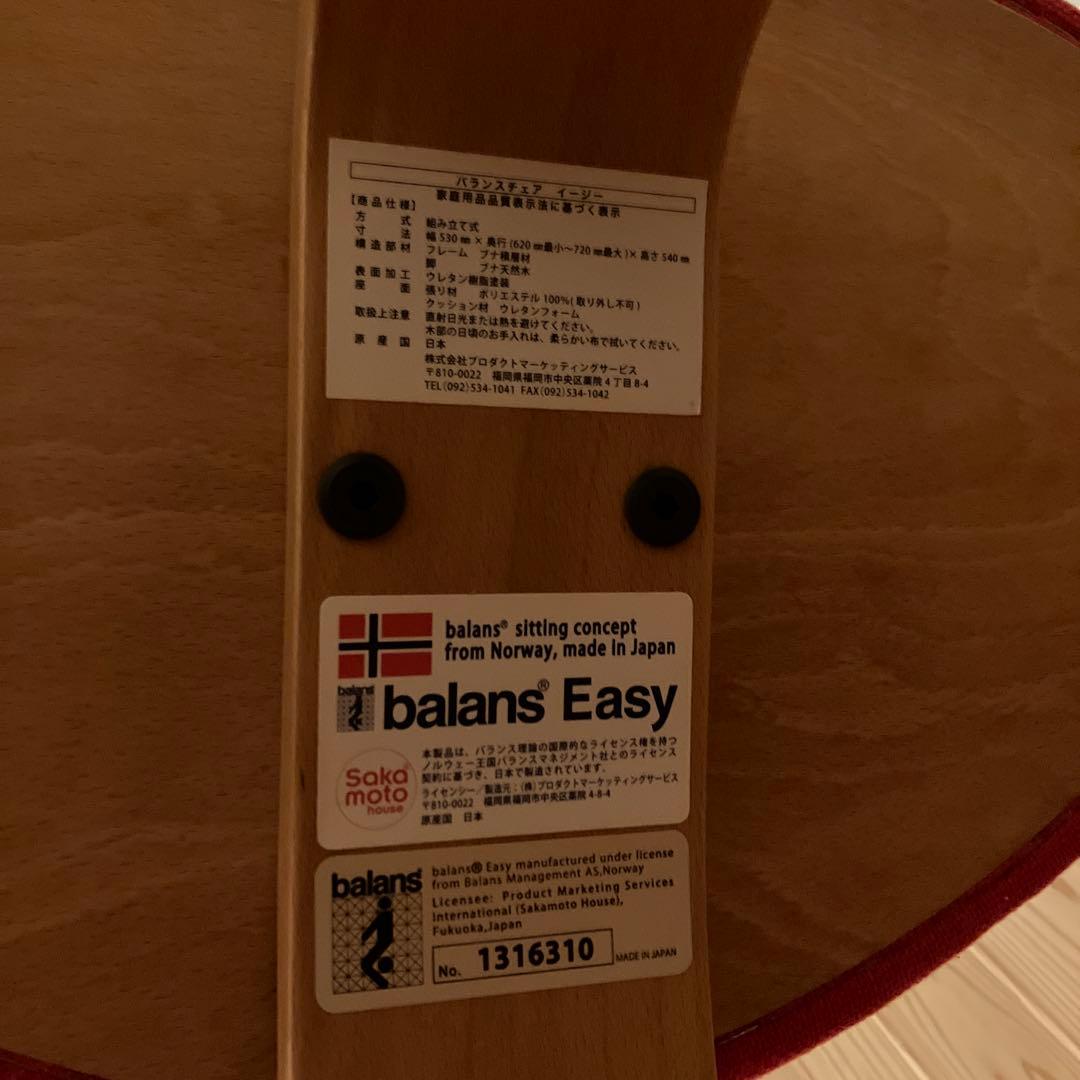 バランスチェア イージー
家庭用品品質表示法に基づく表示
【商品仕様】
方 式 組み立て式
寸 法 幅 530 ㎜ × 奥行 (620 ㎜最小～720 ㎜最大 )× 高さ 540 ㎜
構造部材 フレーム ブナ積層材
脚 ブナ天然木
表面加工 ウレタン樹脂塗装
座 面 張り材 ポリエステル 100%( 取り外し不可 )
クッション材 ウレタンフォーム
取扱上注意 直射日光または熱を避けてください。
木部の日頃のお手入れは、柔らかい布で拭いてください。
原産国 日本
株式会社プロダクトマーケッティングサービス
〒810-0022 福岡県福岡市中央区薬院 4 丁目 8-4
TEL(092)534-1041 FAX(092)534-1042
balans® sitting concept
from Norway, made in Japan
balans
balans® Easy
本製品は、バランス理論の国際的なライセンス権を持つ
ノルウェー王国バランスマネジメント社とのライセンス
契約に基づき、日本で製造されています。
ライセンシー／製造元：(株)プロダクトマーケッティングサービス
〒810-0022 福岡県福岡市中央区薬院 4-8-4
原産国 日本
Saka
moto
house
balans
balans® Easy manufactured under license
from Balans Management AS,Norway
Licensee: Product Marketing Services
International (Sakamoto House),
Fukuoka,Japan
No. 1316310
MADE IN JAPAN